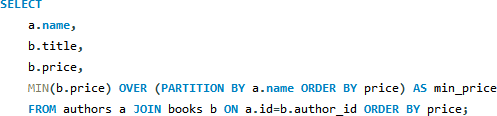 SELECT
a.name,
b.title,
b.price,
MIN(b.price) OVER (PARTITION BY a.name ORDER BY price) AS min_price
FROM authors a JOIN books b ON a.id=b.author_id ORDER BY price;